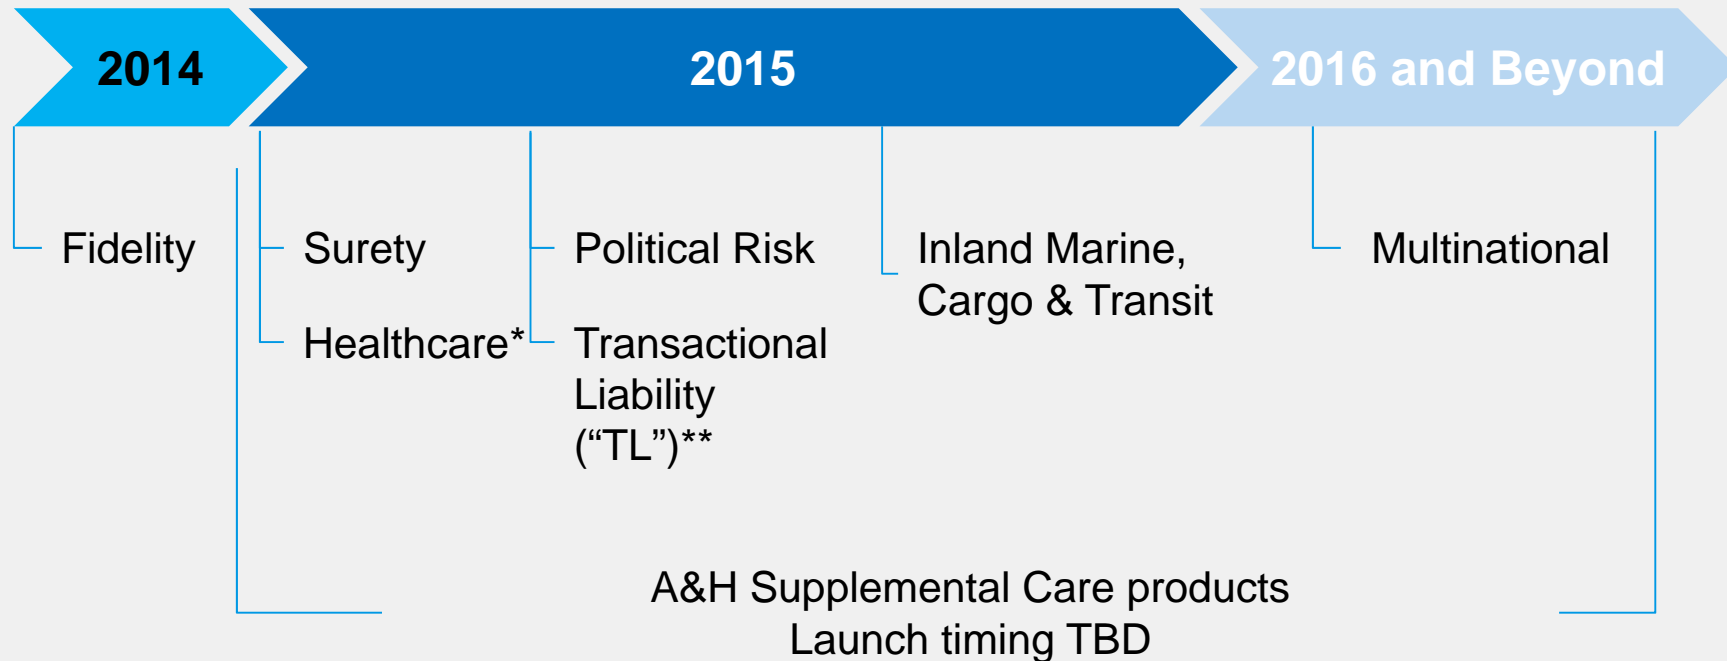 2014
2015
2016 and Beyond
Fidelity
Surety
Healthcare*
Political Risk
Transactional
Liability
(“TL”)**
Inland Marine,
Cargo & Transit
Multinational
A&H Supplemental Care products
Launch timing TBD